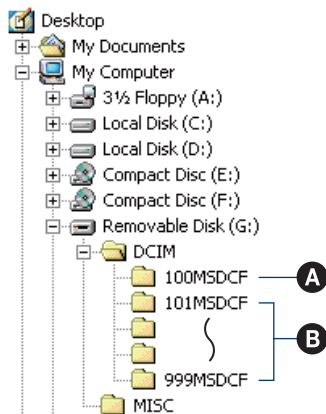 Desktop
My Documents
My Computer
3½ Floppy (A:)
Local Disk (C:)
Local Disk (D:)
Compact Disc (E:)
Compact Disc (F:)
Removable Disk (G:)
DCIM
100MSDCF A
101MSDCF
B
999MSDCF
MISC